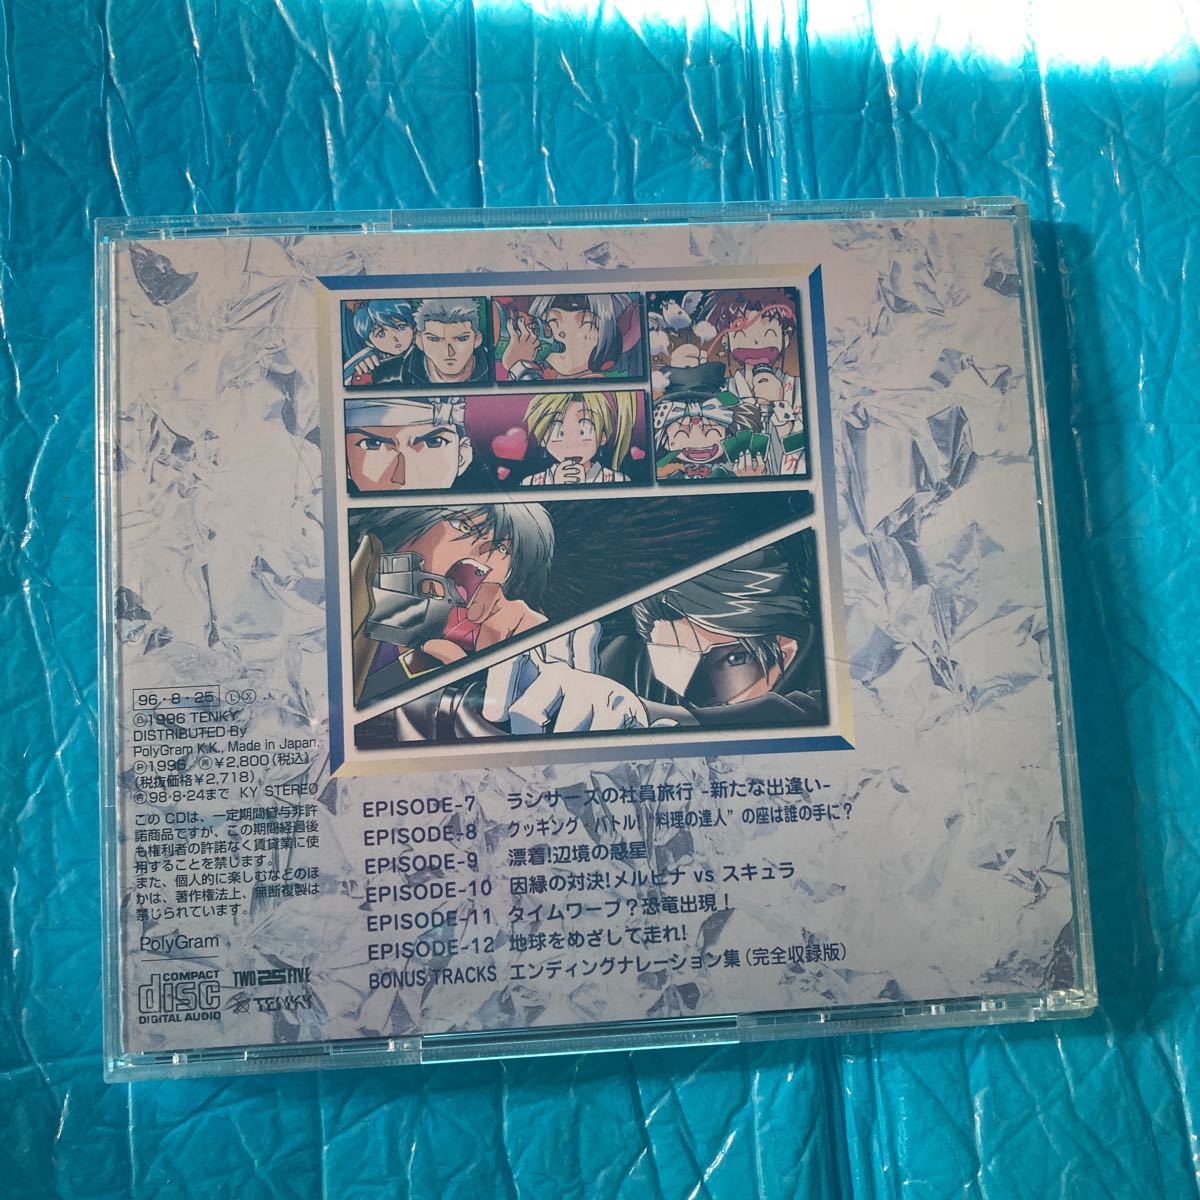 96・8・25 Ⓛ Ⓧ
1996 TENKY
DISTRIBUTED By
PolyGram K.K., Made in Japan.
Ⓟ1996 ¥2,800(税込)
(税抜価格¥2,718)
98・8・24まで KY STEREO
このCDは、一定期間貸与非許
諾商品ですが、この期間経過後
も権利者の許諾なく賃貸業に使
用することを禁じます。
また、個人的に楽しむなどのほ
かは、著作権法上、無断複製は
禁じられています。
PolyGram
COMPACT
disc
DIGITAL AUDIO
TWO 25 FIVE
TENKY
EPISODE-7 ランサーズの社員旅行 -新たな出逢い-
EPISODE-8 クッキング バトル!"料理の達人"の座は誰の手に?
EPISODE-9 漂着!辺境の惑星
EPISODE-10 因縁の対決!メルビナ vs スキュラ
EPISODE-11 タイムワープ?恐竜出現!
EPISODE-12 地球をめざして走れ!
BONUS TRACKS エンディングナレーション集(完全収録版)